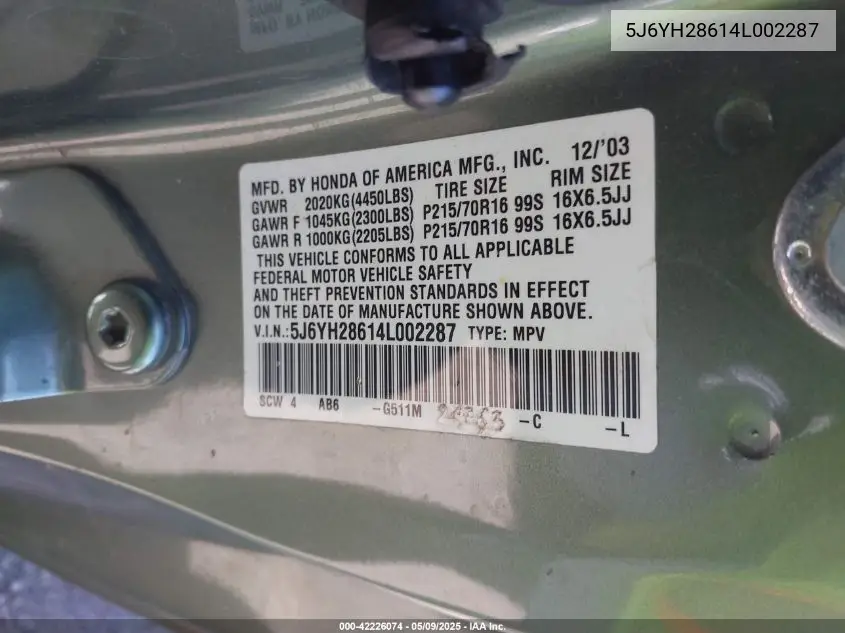 5J6YH28614L002287
MFD. BY HONDA OF AMERICA MFG., INC. 12/'03
GVWR 2020KG(4450LBS) TIRE SIZE RIM SIZE
GAWR F 1045KG(2300LBS) P215/70R16 99S 16X6.5JJ
GAWR R 1000KG(2205LBS) P215/70R16 99S 16X6.5JJ
THIS VEHICLE CONFORMS TO ALL APPLICABLE
FEDERAL MOTOR VEHICLE SAFETY
AND THEFT PREVENTION STANDARDS IN EFFECT
ON THE DATE OF MANUFACTURE SHOWN ABOVE.
V.I.N.:5J6YH28614L002287 TYPE: MPV
SCW 4 AB6 -G511M -C -L
000-42226074 — 05/09/2025 — IAA Inc.